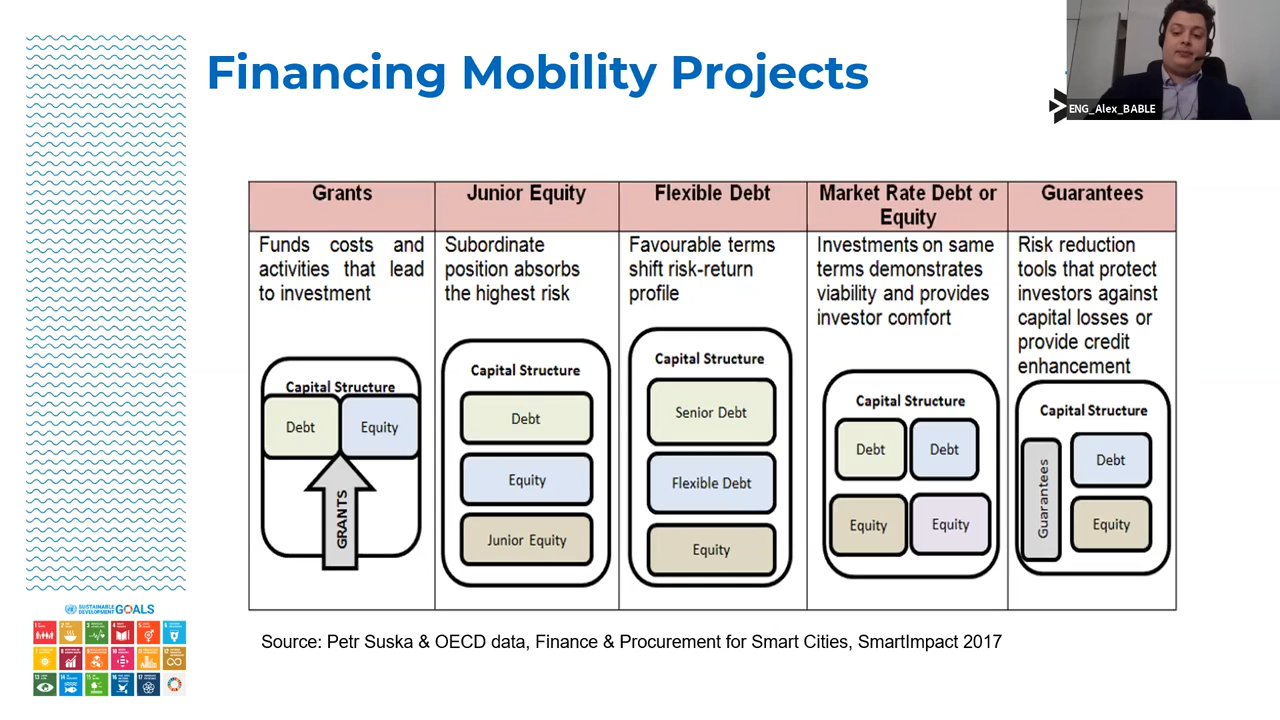 Financing Mobility Projects
ENG_Alex_BABLE
Grants
Junior Equity
Flexible Debt
Market Rate Debt or
Equity
Guarantees
Funds costs and
activities that lead
to investment
Subordinate
position absorbs
the highest risk
Favourable terms
shift risk-return
profile
Investments on same
terms demonstrates
viability and provides
investor comfort
Risk reduction
tools that protect
investors against
capital losses or
provide credit
enhancement
Capital Structure
Debt
Equity
GRANTS
Capital Structure
Debt
Equity
Junior Equity
Capital Structure
Senior Debt
Flexible Debt
Equity
Capital Structure
Debt
Debt
Equity
Equity
Capital Structure
Guarantees
Debt
Equity
SUSTAINABLE
DEVELOPMENT GOALS
Source: Petr Suska & OECD data, Finance & Procurement for Smart Cities, SmartImpact 2017